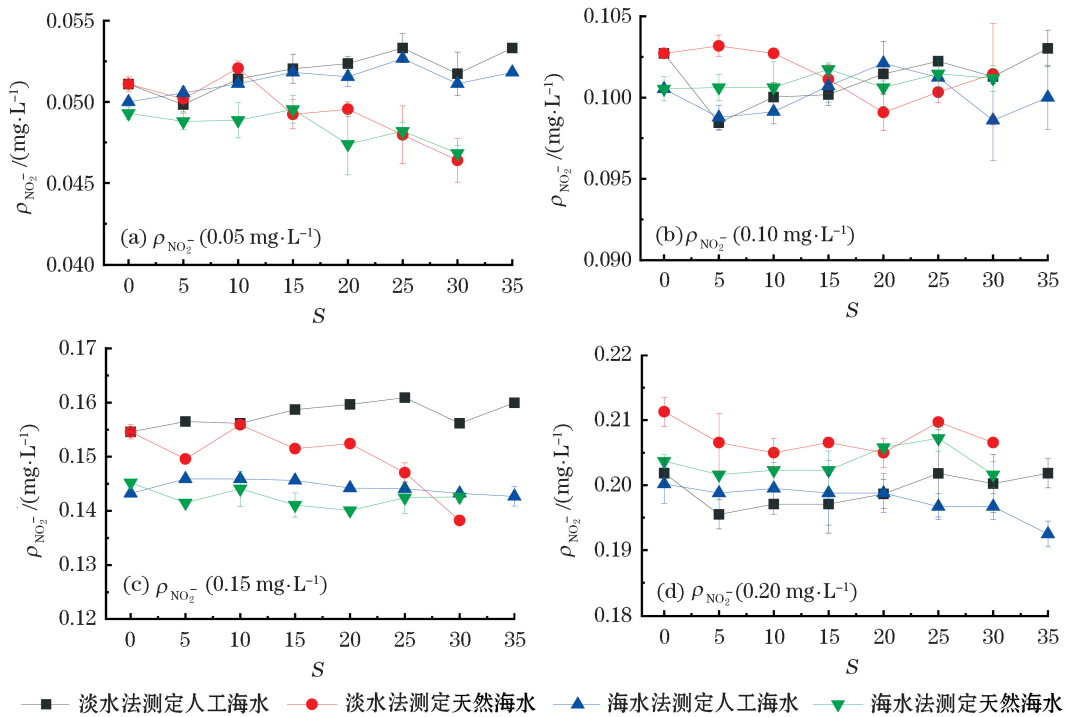 0.055
0.050
0.045
0.040
ρNO₂⁻/(mg·L⁻¹)
(a) ρNO₂⁻ (0.05 mg·L⁻¹)
0 5 10 15 20 25 30 35
S
0.105
0.100
0.095
0.090
ρNO₂⁻/(mg·L⁻¹)
(b) ρNO₂⁻ (0.10 mg·L⁻¹)
0 5 10 15 20 25 30 35
S
0.17
0.16
0.15
0.14
0.13
0.12
ρNO₂⁻/(mg·L⁻¹)
(c) ρNO₂⁻ (0.15 mg·L⁻¹)
0 5 10 15 20 25 30 35
S
0.22
0.21
0.20
0.19
0.18
ρNO₂⁻/(mg·L⁻¹)
(d) ρNO₂⁻ (0.20 mg·L⁻¹)
0 5 10 15 20 25 30 35
S
淡水法测定人工海水 淡水法测定天然海水 海水法测定人工海水 海水法测定天然海水